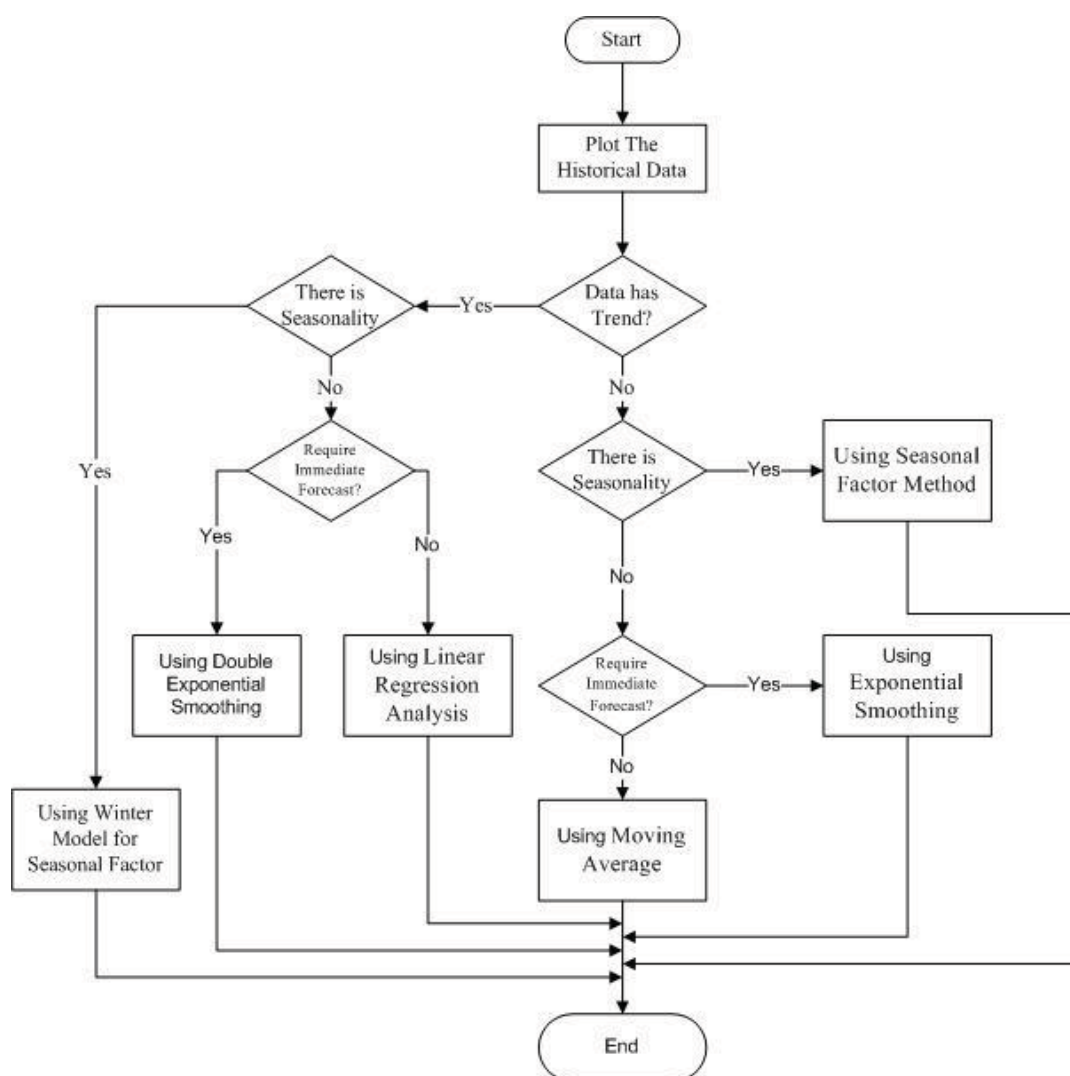 Start
Plot The
Historical Data
Data has
Trend?
Yes
There is
Seasonality
No
No
Yes
Require
Immediate
Forecast?
Yes
No
There is
Seasonality
Yes
Using Seasonal
Factor Method
No
Using Double
Exponential
Smoothing
Using Linear
Regression
Analysis
Require
Immediate
Forecast?
Yes
Using
Exponential
Smoothing
No
Using Winter
Model for
Seasonal Factor
Using Moving
Average
End